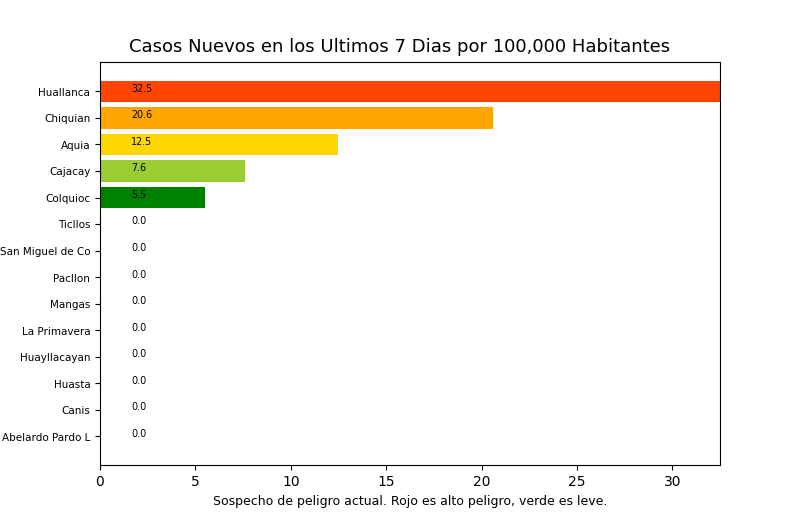 Casos Nuevos en los Ultimos 7 Dias por 100,000 Habitantes
Huallanca 32.5
Chiquian 20.6
Aquia 12.5
Cajacay 7.6
Colquioc 5.5
Ticllos 0.0
San Miguel de Co 0.0
Pacllon 0.0
Mangas 0.0
La Primavera 0.0
Huayllacayan 0.0
Huasta 0.0
Canis 0.0
Abelardo Pardo L 0.0
0 5 10 15 20 25 30
Sospecho de peligro actual. Rojo es alto peligro, verde es leve.